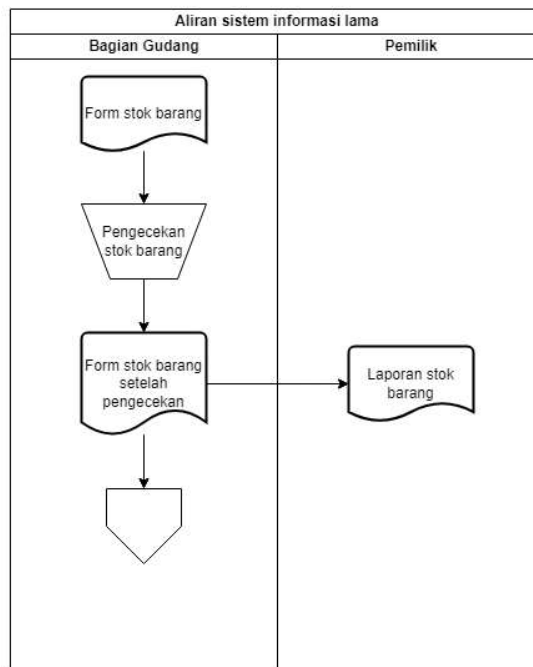 Aliran sistem informasi lama
Bagian Gudang
Pemilik
Form stok barang
Pengecekan
stok barang
Form stok barang
setelah
pengecekan
Laporan stok
barang